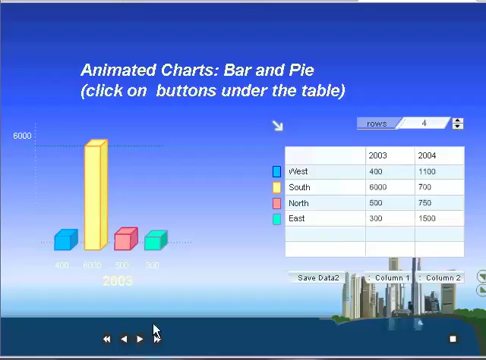 Animated Charts: Bar and Pie
(click on buttons under the table)
rows 4
6000
2003 2004
West 400 1100
South 6000 700
North 500 750
East 300 1500
400 6000 500 500
2003
Save Data2 : Column 1 : Column 2